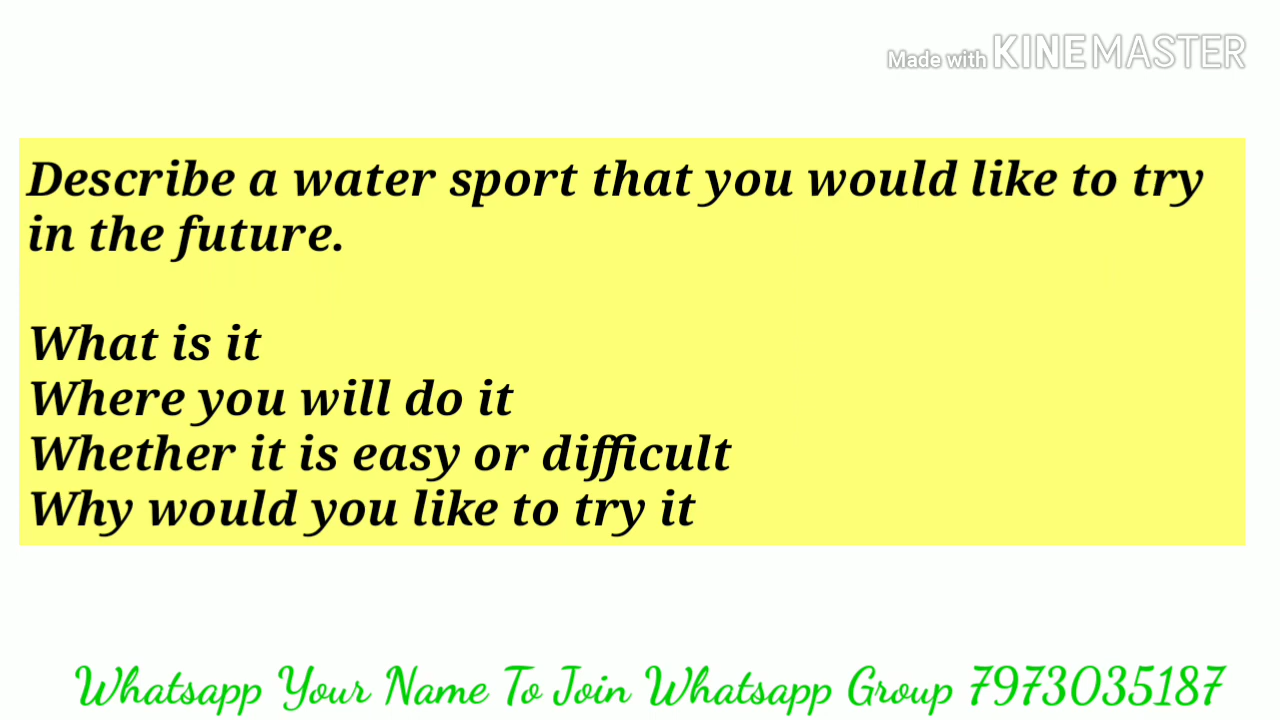 Made with KINEMASTER
Describe a water sport that you would like to try
in the future.
What is it
Where you will do it
Whether it is easy or difficult
Why would you like to try it
Whatsapp Your Name To Join Whatsapp Group 7973035187